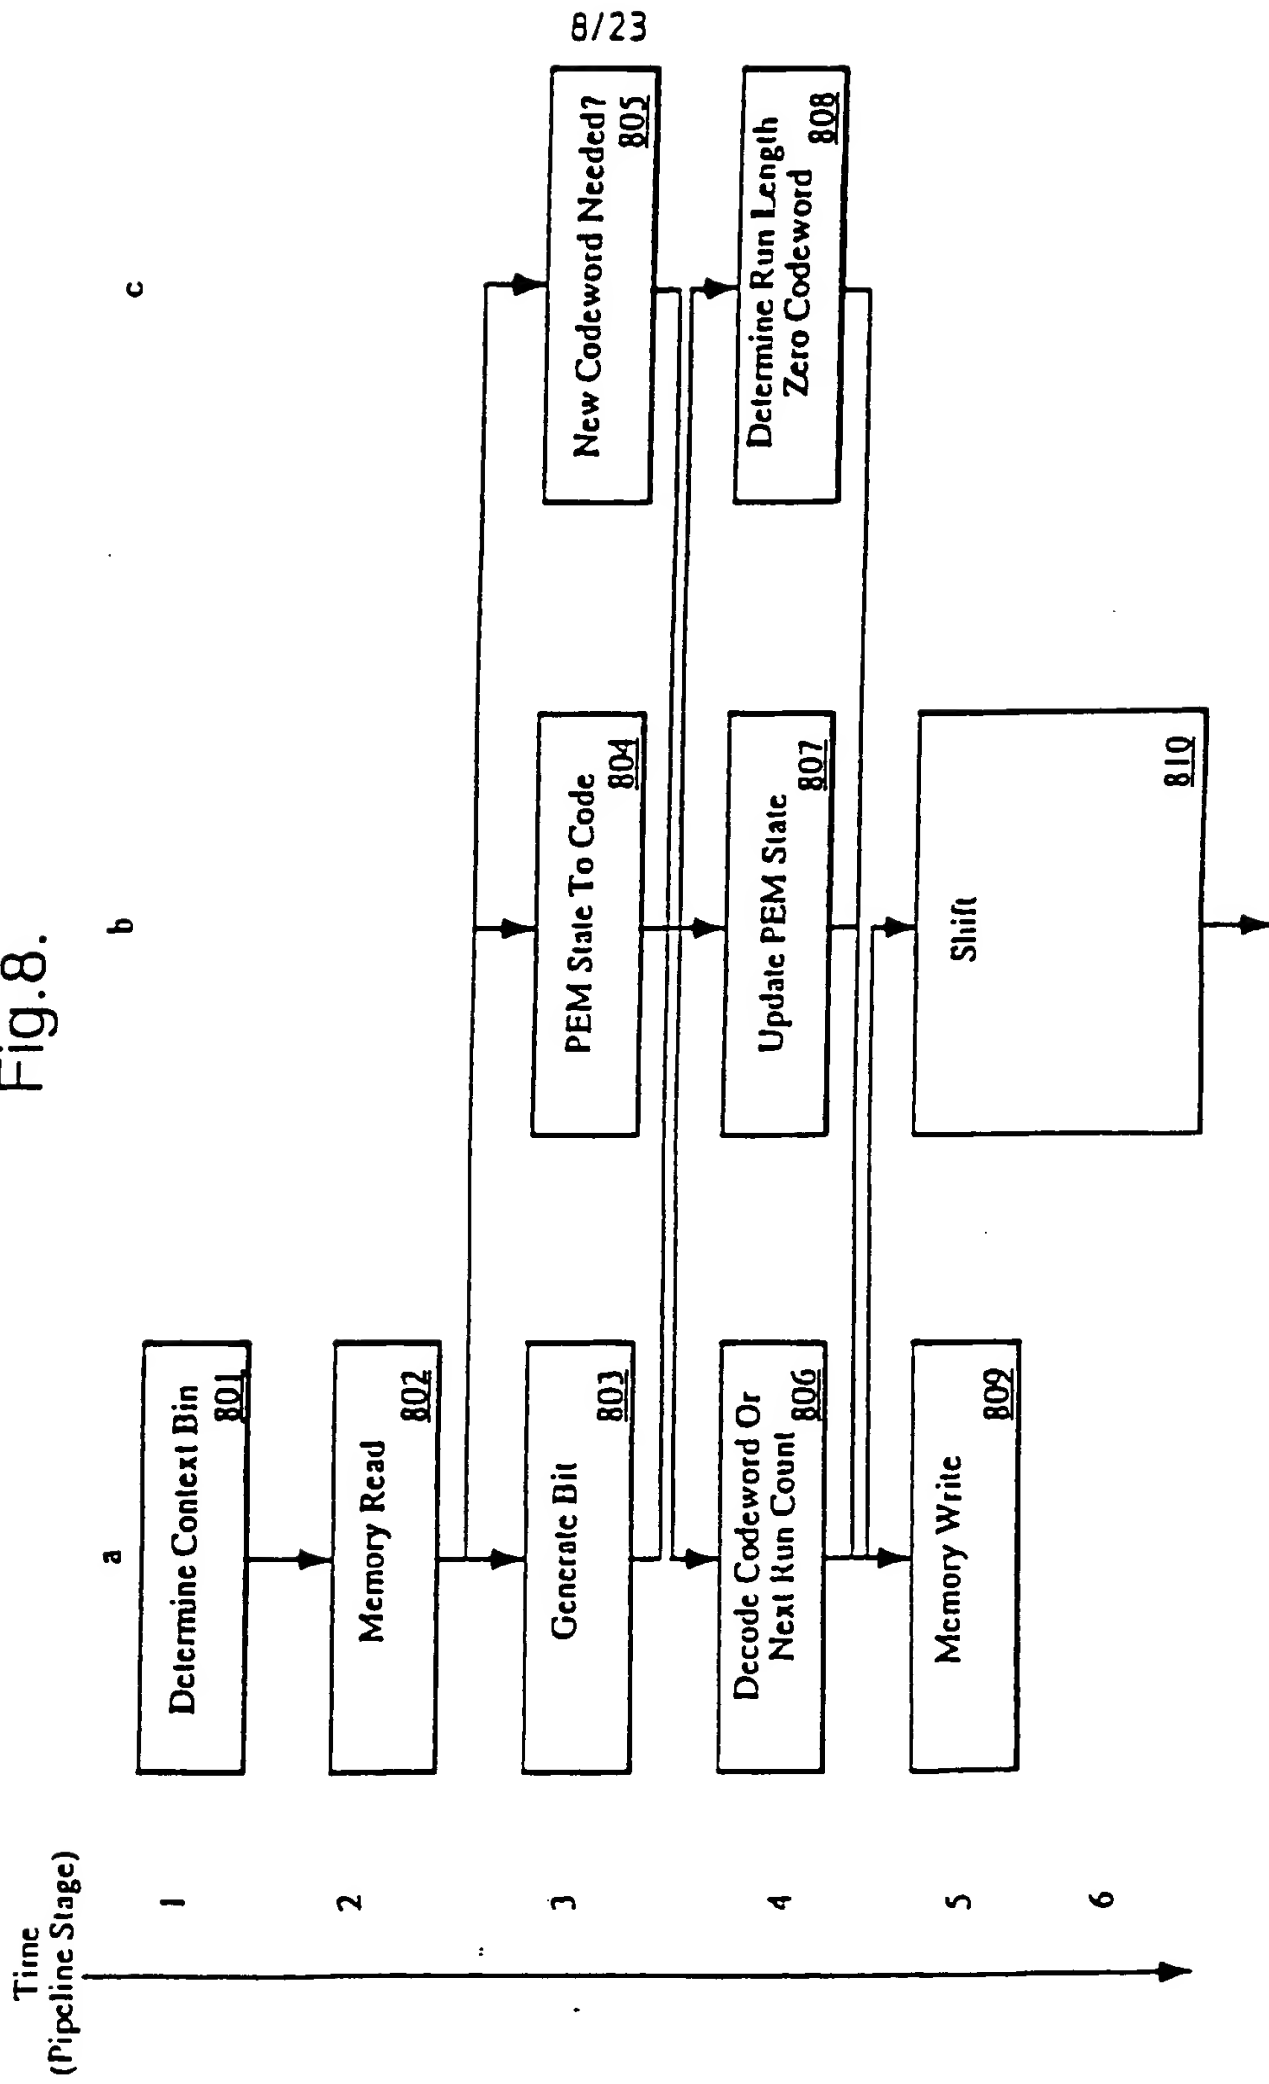 8/23
Fig.8.
Time
(Pipeline Stage)
a
b
c
1
Determine Context Bin
801
2
Memory Read
802
3
Generate Bit
803
PEM State To Code
804
New Codeword Needed?
805
4
Decode Codeword Or
Next Run Count
806
Update PEM State
807
Determine Run Length
Zero Codeword
808
5
Memory Write
809
Shift
810
6